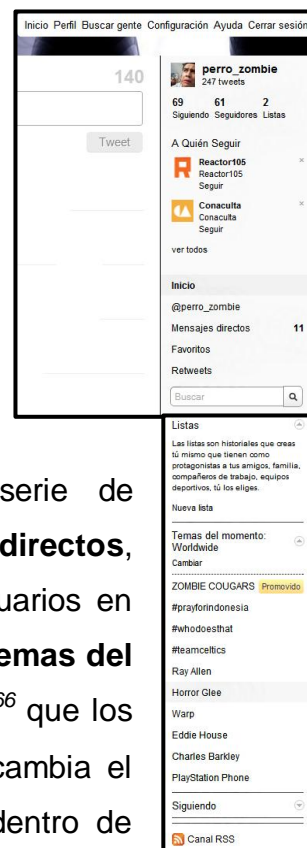 Inicio Perfil Buscar gente Configuración Ayuda Cerrar sesión
140
Tweet
perro_zombie
247 tweets
69 61 2
Siguiendo Seguidores Listas
A Quién Seguir
Reactor105
Reactor105
Seguir
Conaculta
Conaculta
Seguir
ver todos
Inicio
@perro_zombie
Mensajes directos 11
Favoritos
Retweets
Buscar
Listas
Las listas son historiales que creas
tú mismo que tienen como
protagonistas a tus amigos, familia,
compañeros de trabajo, equipos
deportivos, tú los eliges.
Nueva lista
Temas del momento:
Worldwide
Cambiar
ZOMBIE COUGARS Promovido
#prayforindonesia
#whodoesthat
#teamceltics
Ray Allen
Horror Glee
Warp
Eddie House
Charles Barkley
PlayStation Phone
Siguiendo
Canal RSS
serie de
directos,
uarios en
emas del
66 que los
cambia el
dentro de